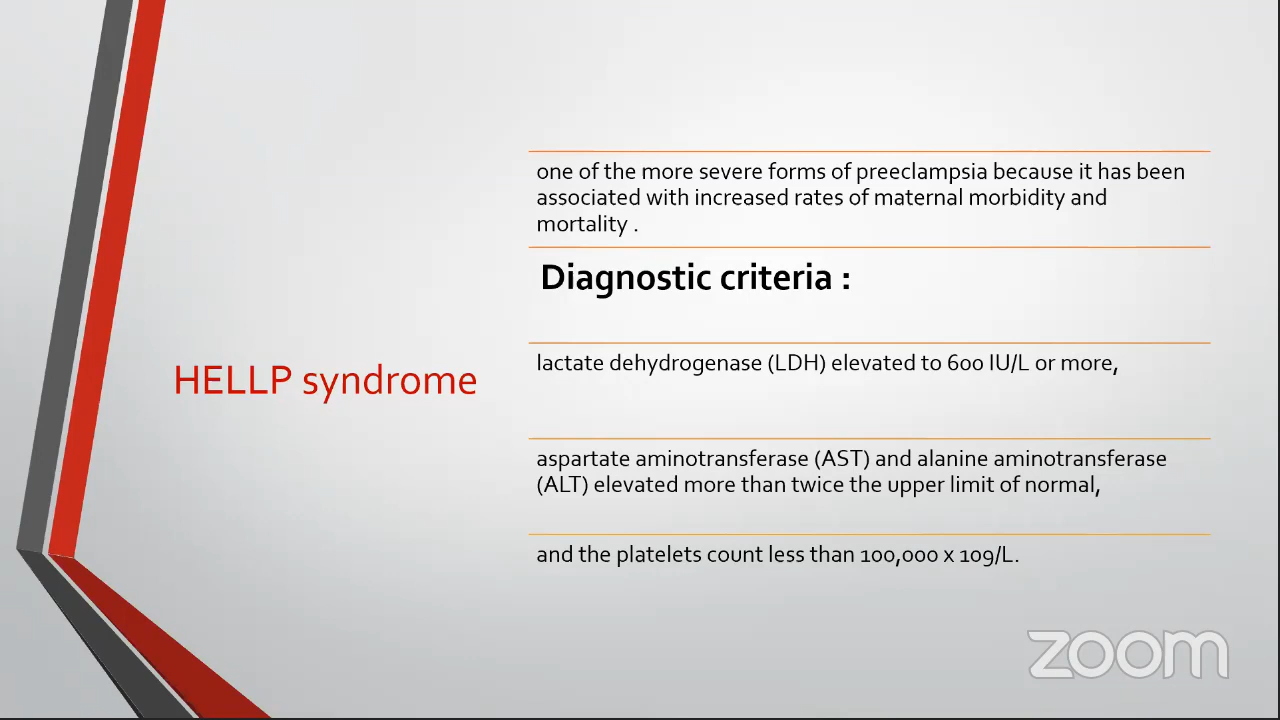 one of the more severe forms of preeclampsia because it has been
associated with increased rates of maternal morbidity and
mortality .
Diagnostic criteria :
HELLP syndrome
lactate dehydrogenase (LDH) elevated to 600 IU/L or more,
aspartate aminotransferase (AST) and alanine aminotransferase
(ALT) elevated more than twice the upper limit of normal,
and the platelets count less than 100,000 x 109/L.
zoom